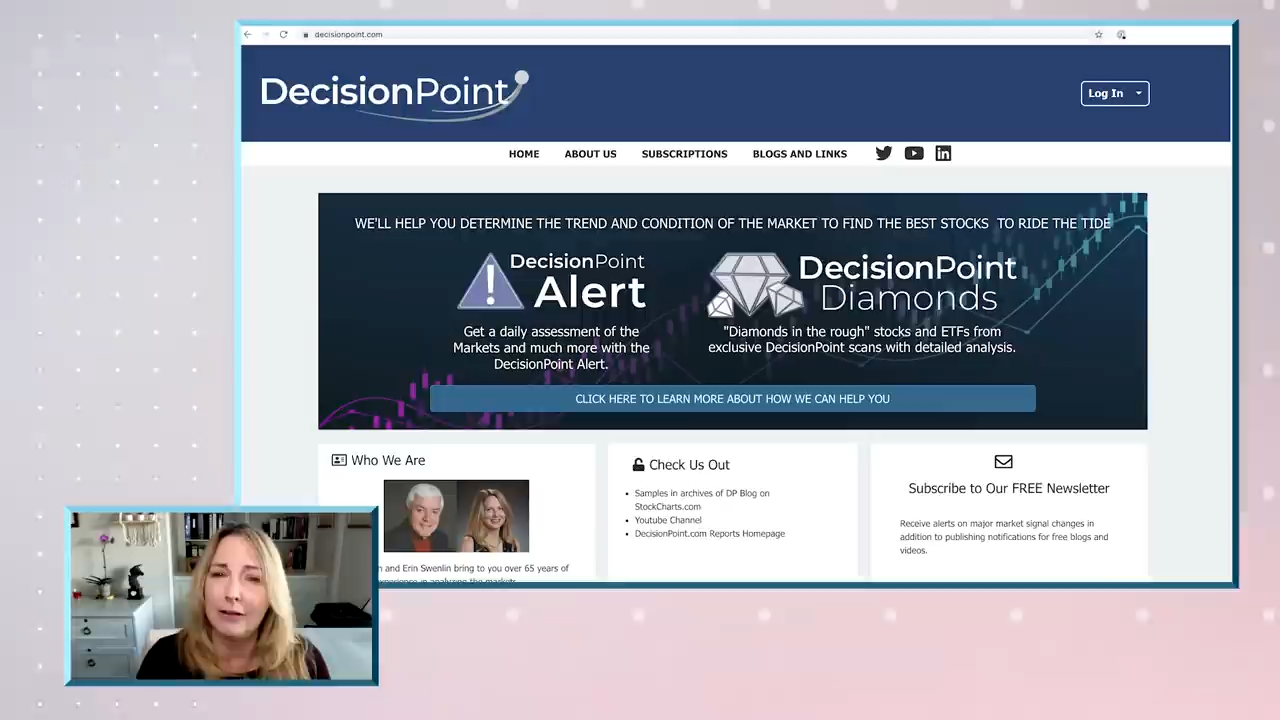 decisionpoint.com
DecisionPoint
Log In
HOME ABOUT US SUBSCRIPTIONS BLOGS AND LINKS
WE'LL HELP YOU DETERMINE THE TREND AND CONDITION OF THE MARKET TO FIND THE BEST STOCKS TO RIDE THE TIDE
DecisionPoint
Alert
Get a daily assessment of the
Markets and much more with the
DecisionPoint Alert.
DecisionPoint
Diamonds
"Diamonds in the rough" stocks and ETFs from
exclusive DecisionPoint scans with detailed analysis.
CLICK HERE TO LEARN MORE ABOUT HOW WE CAN HELP YOU
Who We Are
n and Erin Swenlin bring to you over 65 years of
xperience in analyzing the markets
Check Us Out
• Samples in archives of DP Blog on
StockCharts.com
• Youtube Channel
• DecisionPoint.com Reports Homepage
Subscribe to Our FREE Newsletter
Receive alerts on major market signal changes in
addition to publishing notifications for free blogs and
videos.